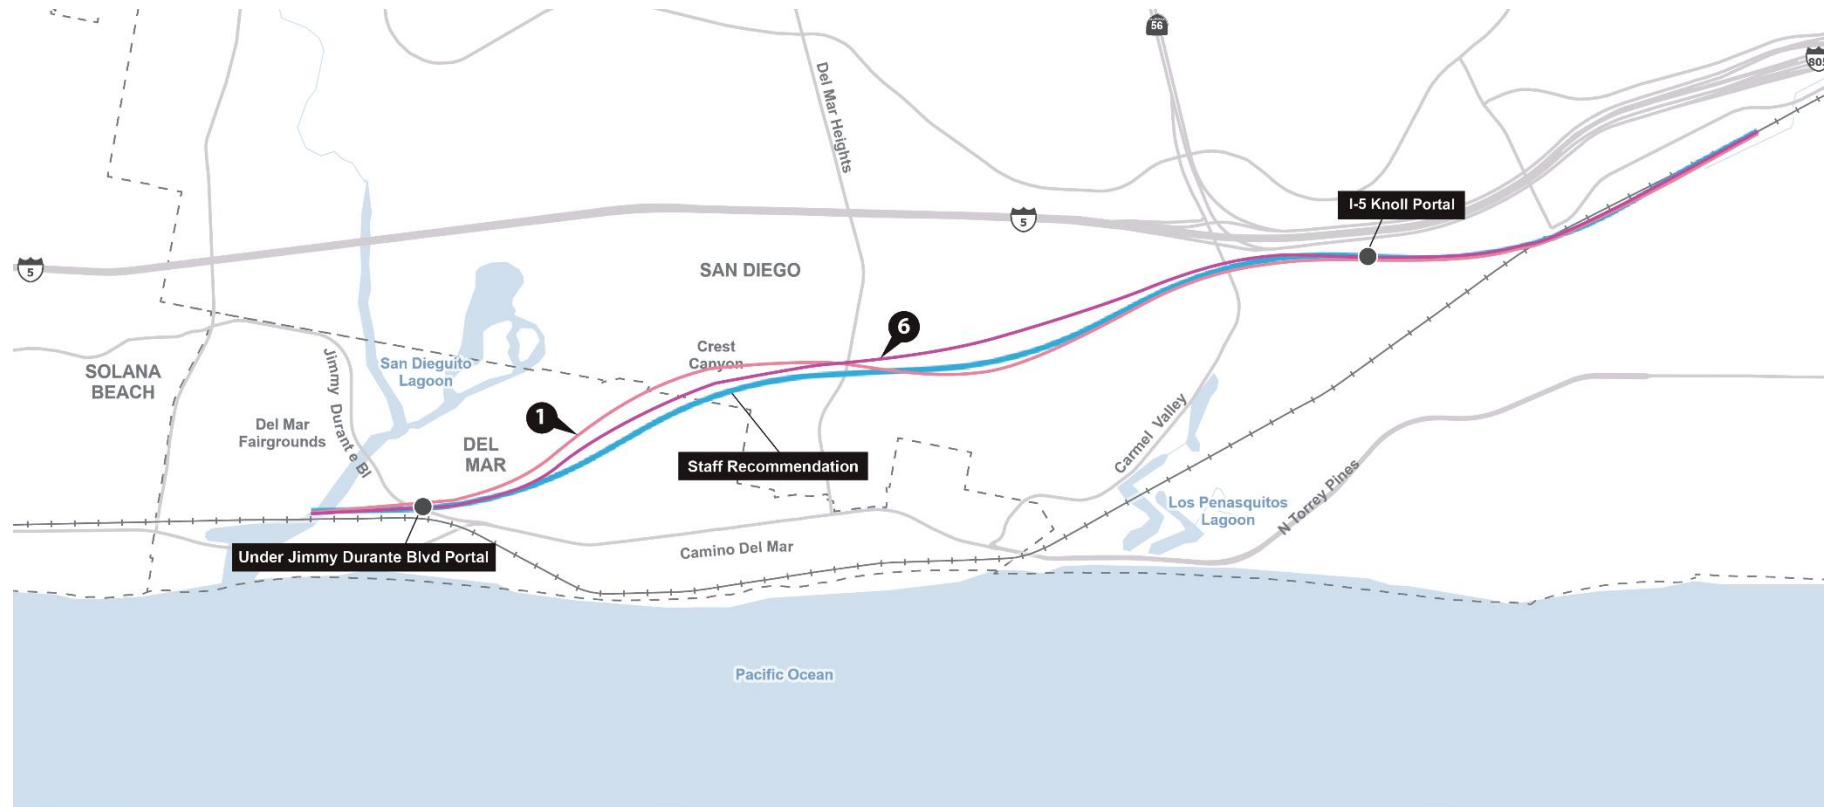 56
805
Del Mar Heights
I-5 Knoll Portal
5
5
SAN DIEGO
6
Crest
Canyon
SOLANA
BEACH
San Dieguito
Lagoon
Jimmy Durante Bl
1
Del Mar
Fairgrounds
DEL
MAR
Staff Recommendation
Carmel Valley
Los Penasquitos
Lagoon
N Torrey Pines
Under Jimmy Durante Blvd Portal
Camino Del Mar
Pacific Ocean